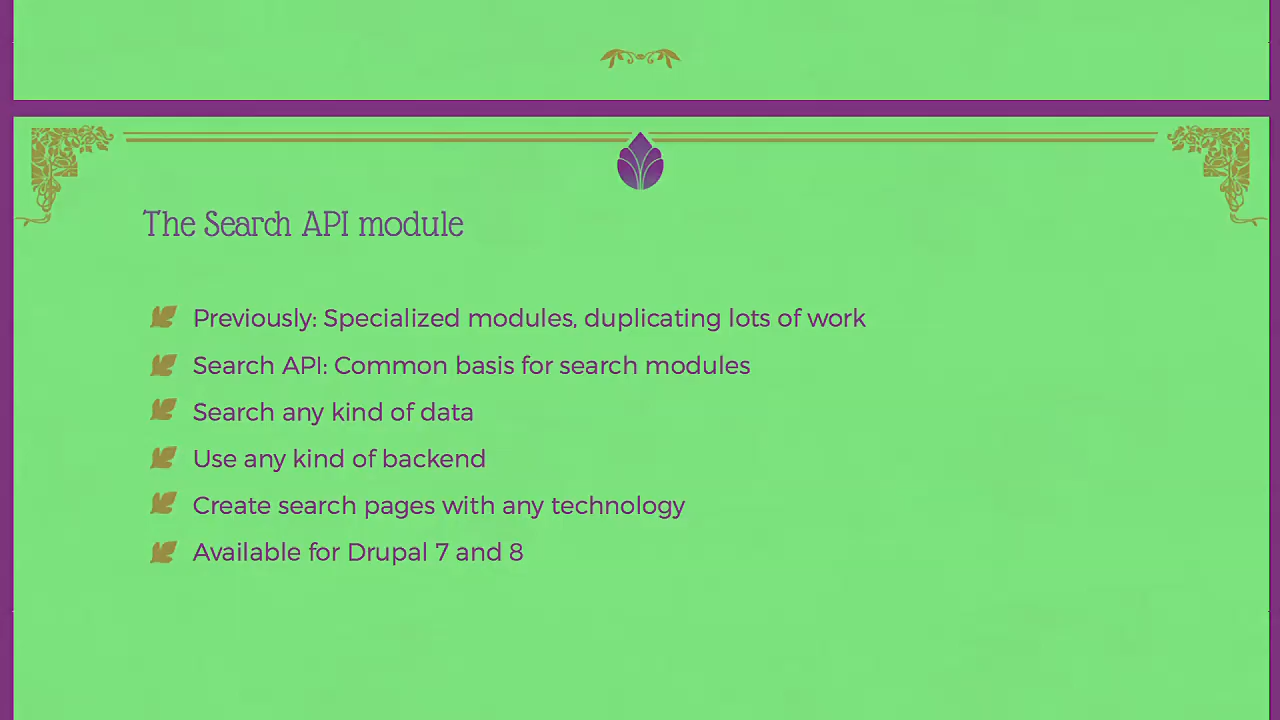 The Search API module
Previously: Specialized modules, duplicating lots of work
Search API: Common basis for search modules
Search any kind of data
Use any kind of backend
Create search pages with any technology
Available for Drupal 7 and 8